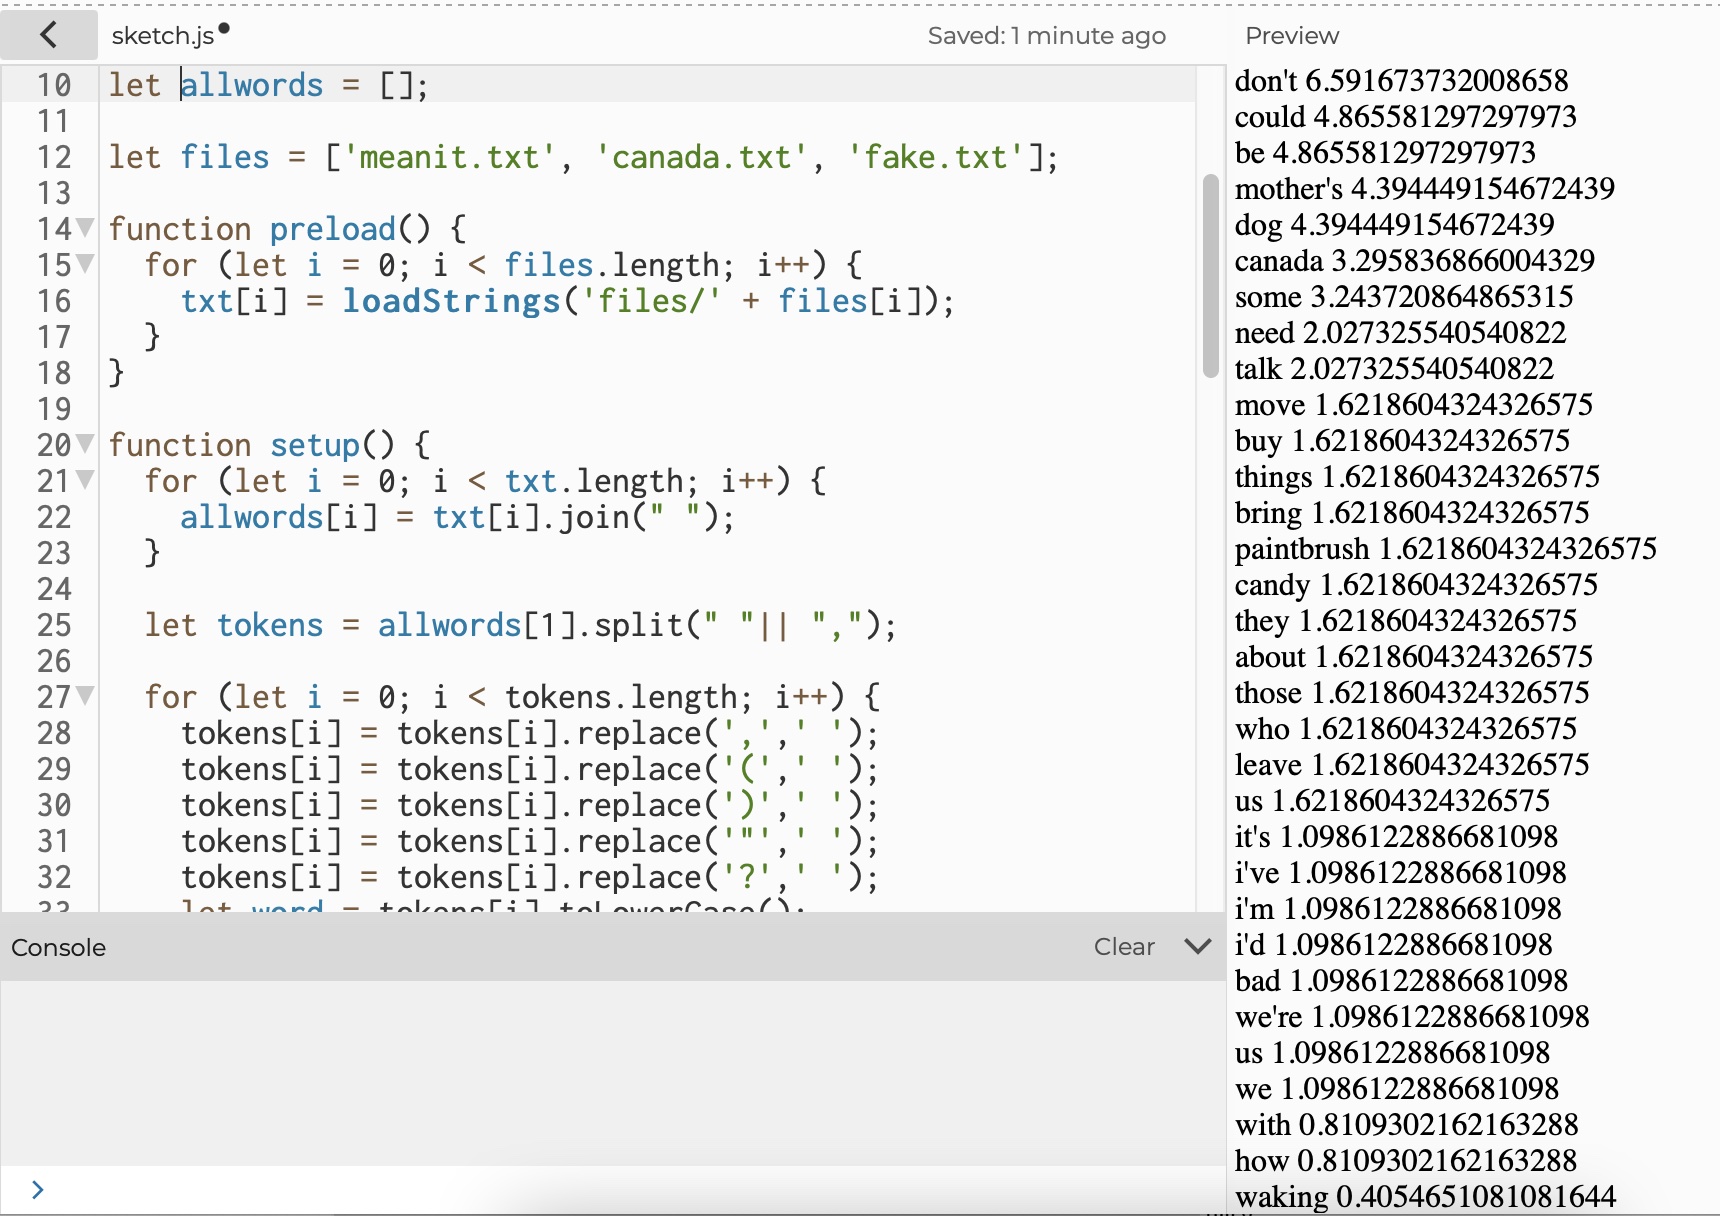 sketch.js
Saved: 1 minute ago
Preview
10 let allwords = [];
11
12 let files = ['meanit.txt', 'canada.txt', 'fake.txt'];
13
14 function preload() {
15 for (let i = 0; i < files.length; i++) {
16 txt[i] = loadStrings('files/' + files[i]);
17 }
18 }
19
20 function setup() {
21 for (let i = 0; i < txt.length; i++) {
22 allwords[i] = txt[i].join(" ");
23 }
24
25 let tokens = allwords[1].split(" "|| ",");
26
27 for (let i = 0; i < tokens.length; i++) {
28 tokens[i] = tokens[i].replace(',',' ');
29 tokens[i] = tokens[i].replace('(',' ');
30 tokens[i] = tokens[i].replace(')',' ');
31 tokens[i] = tokens[i].replace('"',' ');
32 tokens[i] = tokens[i].replace('?',' ');
33 let word = tokens[i].toLowerCase();
Console
Clear
don't 6.591673732008658
could 4.865581297297973
be 4.865581297297973
mother's 4.394449154672439
dog 4.394449154672439
canada 3.295836866004329
some 3.243720864865315
need 2.027325540540822
talk 2.027325540540822
move 1.6218604324326575
buy 1.6218604324326575
things 1.6218604324326575
bring 1.6218604324326575
paintbrush 1.6218604324326575
candy 1.6218604324326575
they 1.6218604324326575
about 1.6218604324326575
those 1.6218604324326575
who 1.6218604324326575
leave 1.6218604324326575
us 1.6218604324326575
it's 1.0986122886681098
i've 1.0986122886681098
i'm 1.0986122886681098
i'd 1.0986122886681098
bad 1.0986122886681098
we're 1.0986122886681098
us 1.0986122886681098
we 1.0986122886681098
with 0.8109302162163288
how 0.8109302162163288
waking 0.4054651081081644